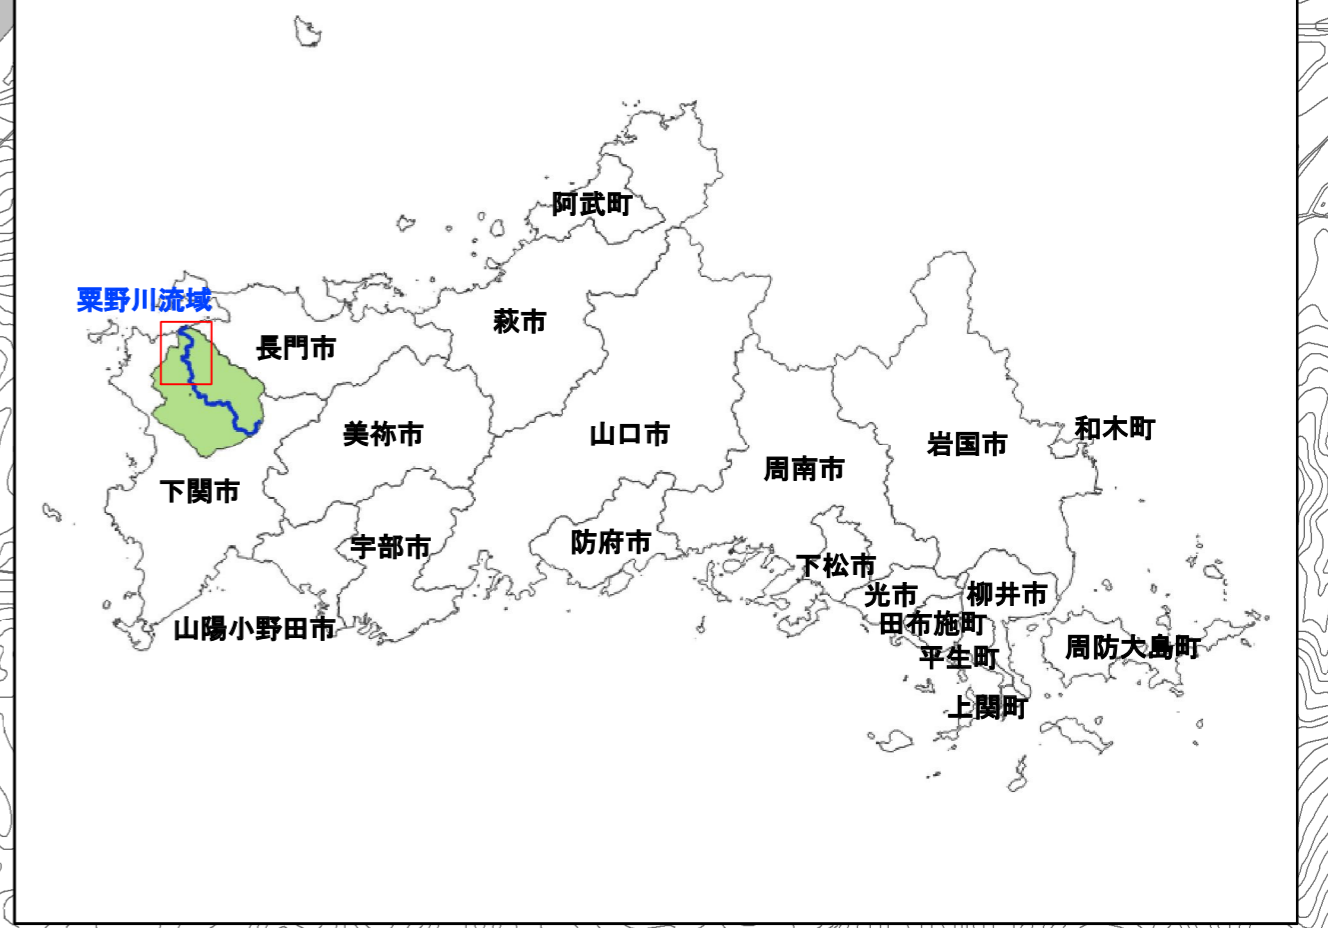 阿武町
粟野川流域
萩市
長門市
和木町
美祢市
山口市
岩国市
周南市
下関市
防府市
宇部市
下松市
光市
柳井市
田布施町
山陽小野田市
周防大島町
平生町
上関町